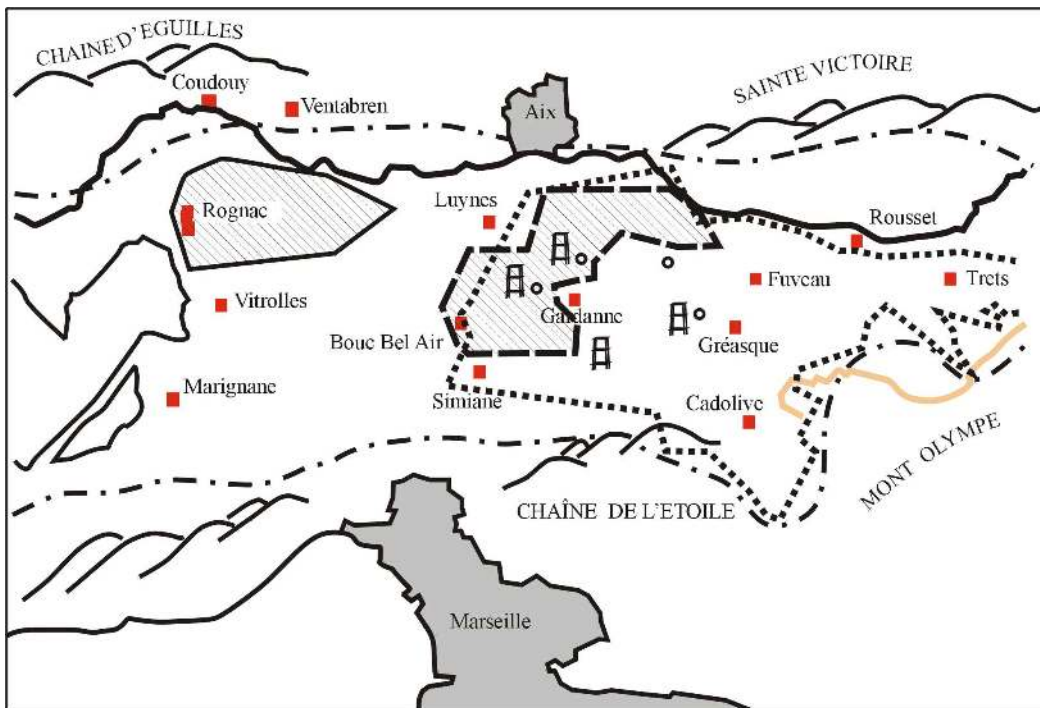 CHAINE D'EGUILLES
SAINTE VICTOIRE
Coudouy
Ventabren
Aix
Rognac
Luynes
Rousset
Vitrolles
Gardanne
Fuveau
Trets
Bouc Bel Air
Gréasque
Marignane
Simiane
Cadolive
MONT OLYMPE
CHAÎNE DE L'ETOILE
Marseille